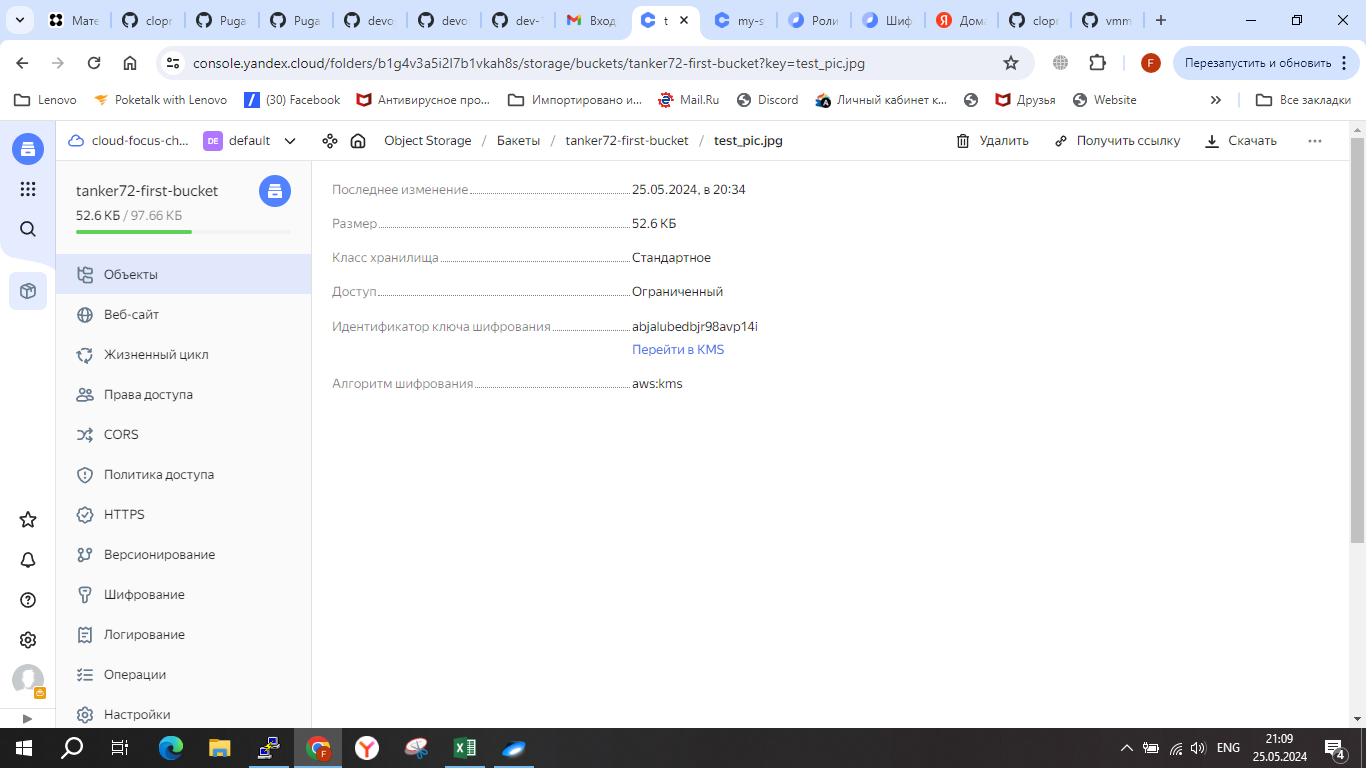 Мате
clopr
Puga
Puga
devo
devo
dev-
Вход
t
my-s
Роли
Шиф
Дома
clopr
vmm
console.yandex.cloud/folders/b1g4v3a5i2l7b1vkah8s/storage/buckets/tanker72-first-bucket?key=test_pic.jpg
F
Перезапустить и обновить
Lenovo
Poketalk with Lenovo
(30) Facebook
Антивирусное про...
Импортировано и...
Mail.Ru
Discord
Личный кабинет к...
Друзья
Website
Все закладки
cloud-focus-ch...
DE
default
Object Storage / Бакеты / tanker72-first-bucket / test_pic.jpg
Удалить
Получить ссылку
Скачать
tanker72-first-bucket
52.6 КБ / 97.66 КБ
Объекты
Веб-сайт
Жизненный цикл
Права доступа
CORS
Политика доступа
HTTPS
Версионирование
Шифрование
Логирование
Операции
Настройки
Последнее изменение 25.05.2024, в 20:34
Размер 52.6 КБ
Класс хранилища Стандартное
Доступ Ограниченный
Идентификатор ключа шифрования abjalubedbjr98avp14i
Перейти в KMS
Алгоритм шифрования aws:kms
ENG
21:09
25.05.2024
4